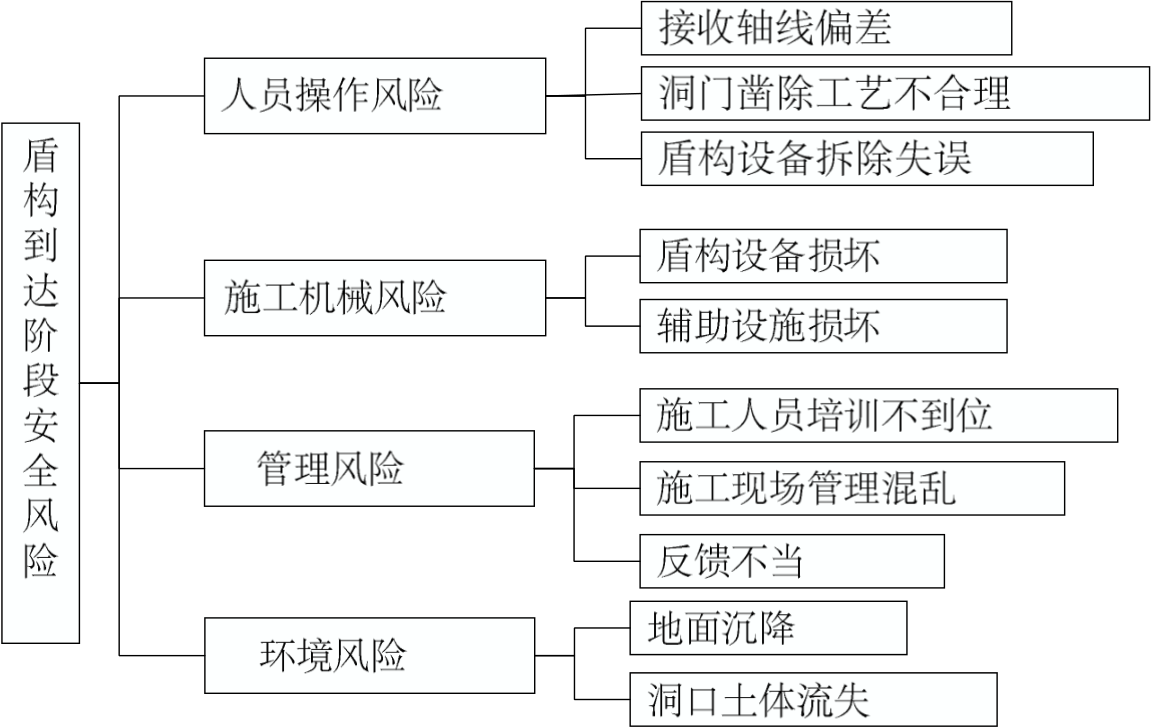 盾构到达阶段安全风险
人员操作风险
接收轴线偏差
洞门凿除工艺不合理
盾构设备拆除失误
施工机械风险
盾构设备损坏
辅助设施损坏
管理风险
施工人员培训不到位
施工现场管理混乱
反馈不当
环境风险
地面沉降
洞口土体流失